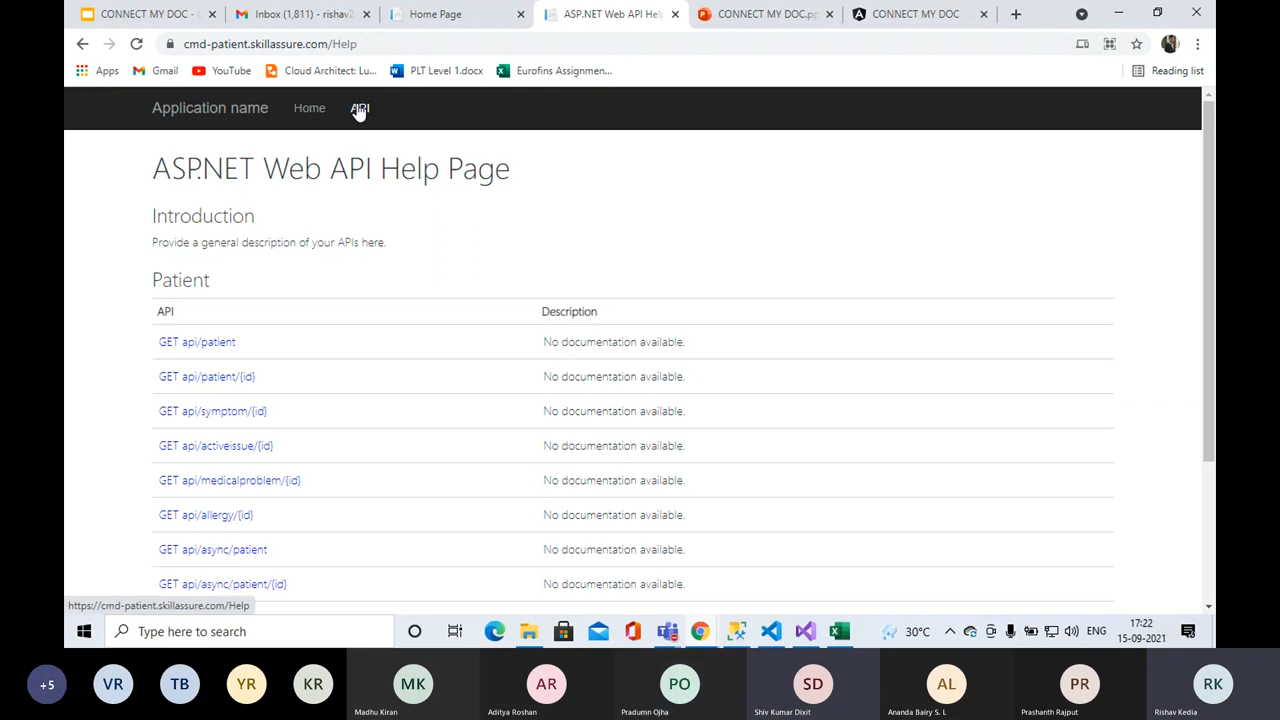 CONNECT MY DOC -
Inbox (1,811) - rishav2
Home Page
ASP.NET Web API Help
CONNECT MY DOC.pp
CONNECT MY DOC
cmd-patient.skillassure.com/Help
Apps
Gmail
YouTube
Cloud Architect: Lu...
PLT Level 1.docx
Eurofins Assignmen...
Reading list
Application name
Home
API
ASP.NET Web API Help Page
Introduction
Provide a general description of your APIs here.
Patient
API Description
GET api/patient No documentation available.
GET api/patient/{id} No documentation available.
GET api/symptom/{id} No documentation available.
GET api/activeissue/{id} No documentation available.
GET api/medicalproblem/{id} No documentation available.
GET api/allergy/{id} No documentation available.
GET api/async/patient No documentation available.
GET api/async/patient/{id} No documentation available.
https://cmd-patient.skillassure.com/Help
Type here to search
30°C
ENG
17:22
15-09-2021
+5
VR
TB
YR
KR
MK
AR
PO
SD
AL
PR
RK
Madhu Kiran
Aditya Roshan
Pradumn Ojha
Shiv Kumar Dixit
Ananda Bairy S. L
Prashanth Rajput
Rishav Kedia